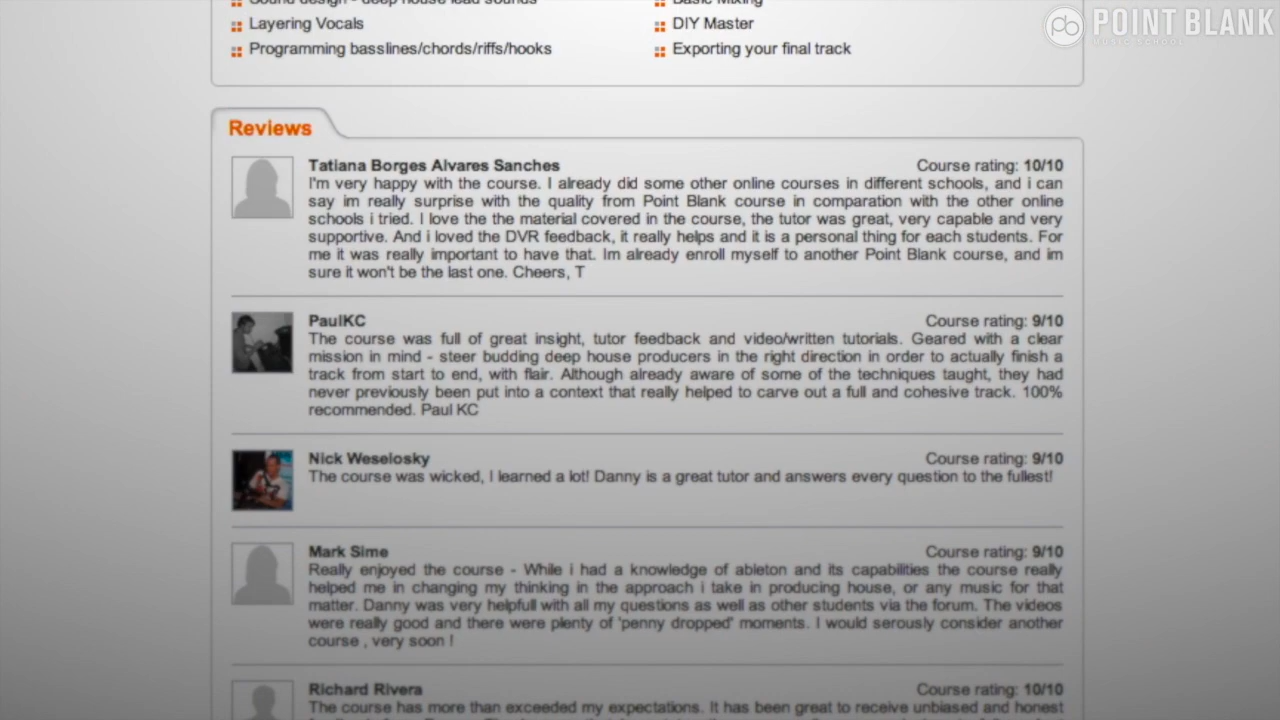 Sound design - deep house lead sounds
Basic Mixing
Layering Vocals
DIY Master
Programming basslines/chords/riffs/hooks
Exporting your final track
POINT BLANK
MUSIC SCHOOL
Reviews
Tatiana Borges Alvares Sanches
Course rating: 10/10
I'm very happy with the course. I already did some other online courses in different schools, and i can
say im really surprise with the quality from Point Blank course in comparation with the other online
schools i tried. I love the the material covered in the course, the tutor was great, very capable and very
supportive. And i loved the DVR feedback, it really helps and it is a personal thing for each students. For
me it was really important to have that. Im already enroll myself to another Point Blank course, and im
sure it won't be the last one. Cheers, T
PaulKC
Course rating: 9/10
The course was full of great insight, tutor feedback and video/written tutorials. Geared with a clear
mission in mind - steer budding deep house producers in the right direction in order to actually finish a
track from start to end, with flair. Although already aware of some of the techniques taught, they had
never previously been put into a context that really helped to carve out a full and cohesive track. 100%
recommended. Paul KC
Nick Weselosky
Course rating: 9/10
The course was wicked, I learned a lot! Danny is a great tutor and answers every question to the fullest!
Mark Sime
Course rating: 9/10
Really enjoyed the course - While i had a knowledge of ableton and its capabilities the course really
helped me in changing my thinking in the approach i take in producing house, or any music for that
matter. Danny was very helpfull with all my questions as well as other students via the forum. The videos
were really good and there were plenty of 'penny dropped' moments. I would serously consider another
course , very soon !
Richard Rivera
Course rating: 10/10
The course has more than exceeded my expectations. It has been great to receive unbiased and honest